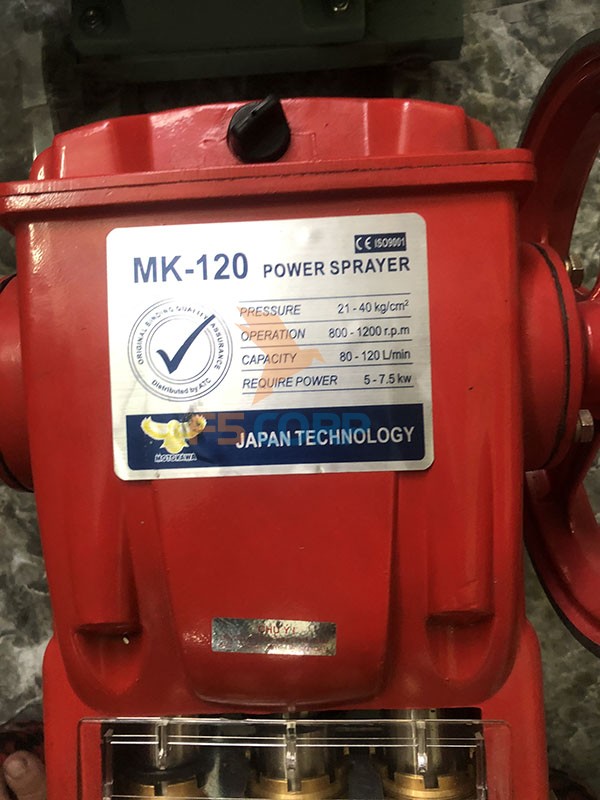 CE ISO9001
MK-120 POWER SPRAYER
ORIGINAL BINDING QUALITY ASSURANCE
Distributed by ATC
PRESSURE 21 - 40 kg/cm²
OPERATION 800 - 1200 r.p.m
CAPACITY 80 - 120 L/min
REQUIRE POWER 5 - 7.5 kw
F5 CORP
MOTOKAWA
JAPAN TECHNOLOGY